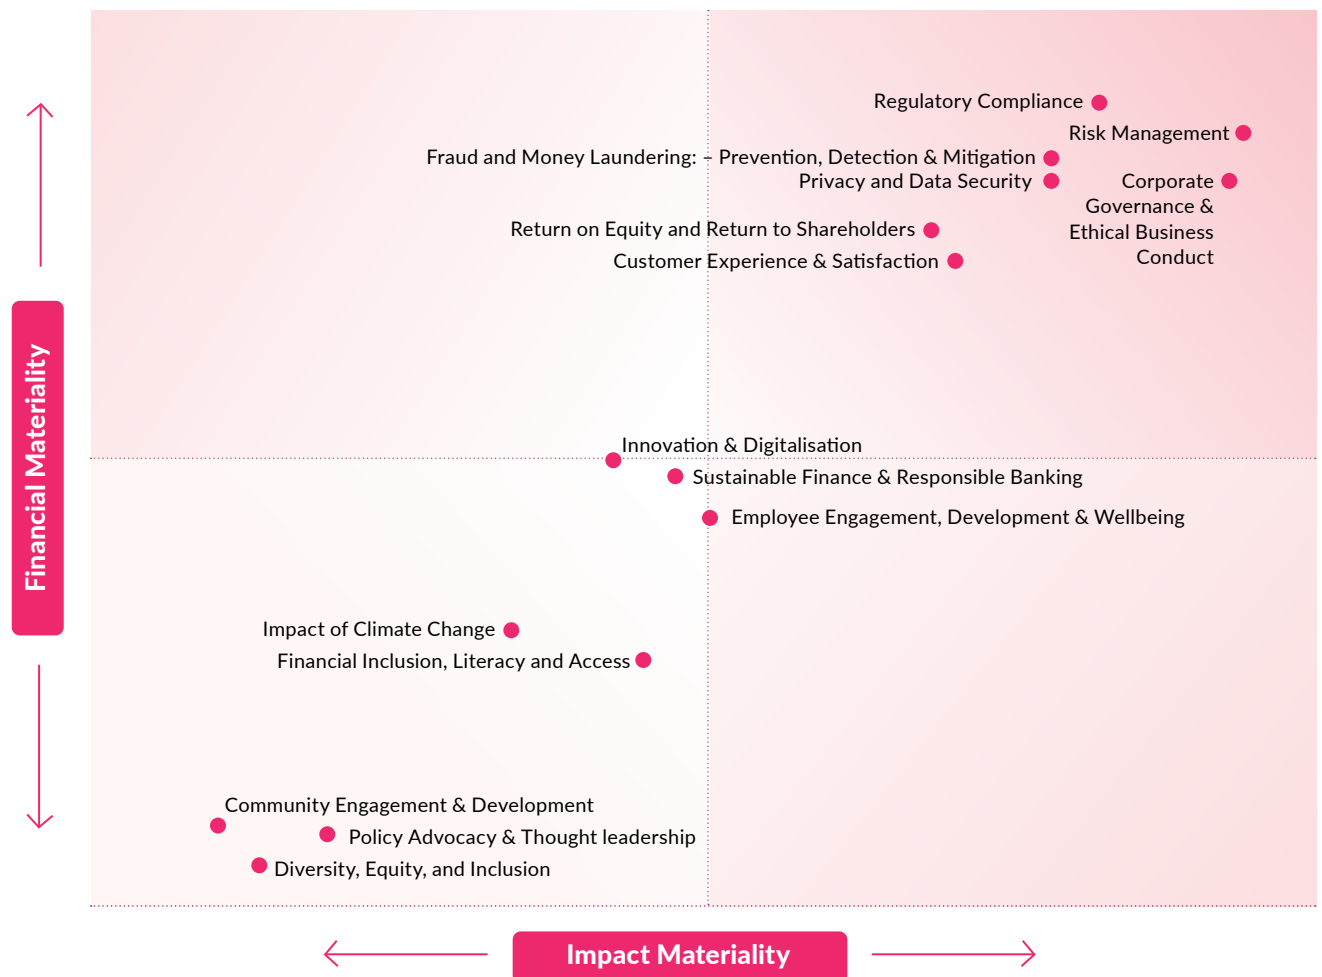 Regulatory Compliance
Risk Management
Fraud and Money Laundering: – Prevention, Detection & Mitigation
Privacy and Data Security
Corporate
Governance &
Ethical Business
Conduct
Return on Equity and Return to Shareholders
Customer Experience & Satisfaction
Financial Materiality
Innovation & Digitalisation
Sustainable Finance & Responsible Banking
Employee Engagement, Development & Wellbeing
Impact of Climate Change
Financial Inclusion, Literacy and Access
Community Engagement & Development
Policy Advocacy & Thought leadership
Diversity, Equity, and Inclusion
Impact Materiality